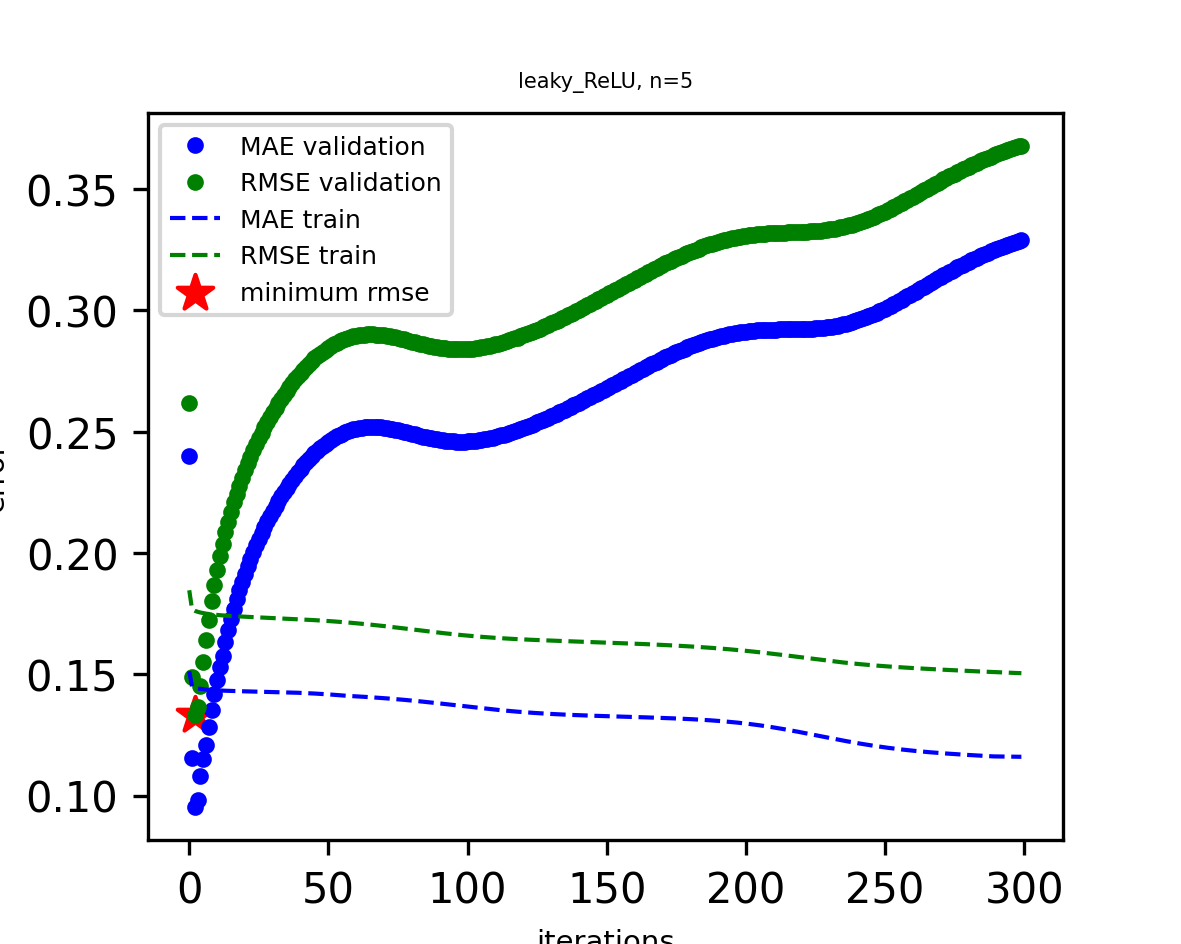 leaky_ReLU, n=5
MAE validation
RMSE validation
MAE train
RMSE train
minimum rmse
0.35
0.30
0.25
0.20
0.15
0.10
0 50 100 150 200 250 300
iterations